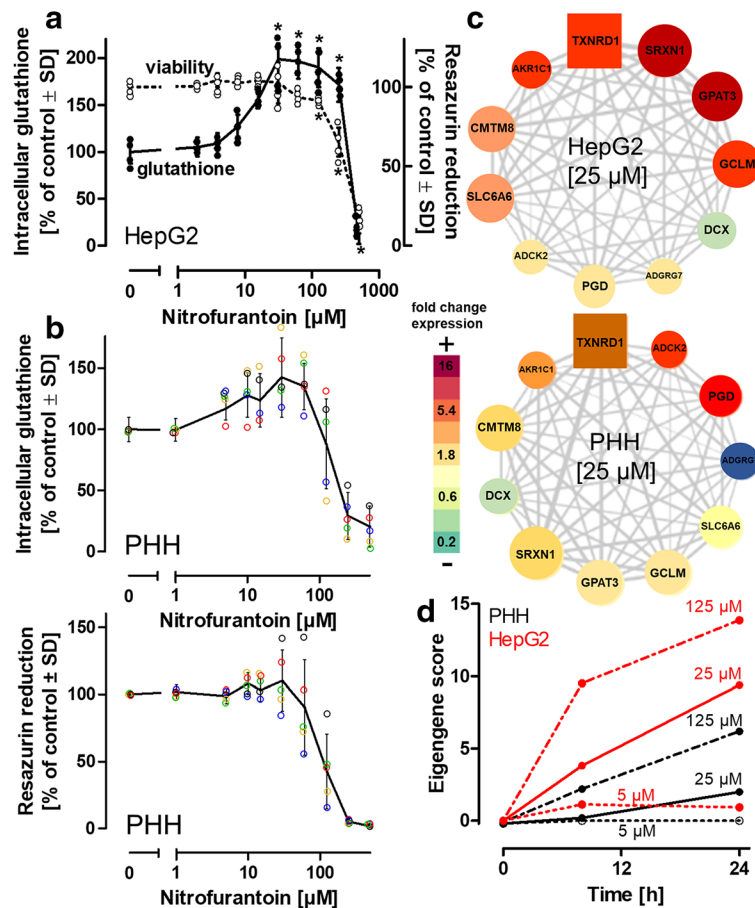 a
Intracellular glutathione
[% of control ± SD]
200
150
100
50
0
viability
glutathione
HepG2
* * * * * * *
100
50
0
Resazurin reduction
[% of control ± SD]
0 1 10 100 1000
Nitrofurantoin [µM]
b
Intracellular glutathione
[% of control ± SD]
150
100
50
0
PHH
0 1 10 100
Nitrofurantoin [µM]
Resazurin reduction
[% of control ± SD]
150
100
50
0
PHH
0 1 10 100
Nitrofurantoin [µM]
c
TXNRD1
SRXN1
GPAT3
GCLM
DCX
ADGRG7
PGD
ADCK2
SLC6A6
CMTM8
AKR1C1
HepG2
[25 µM]
fold change
expression
+
16
5.4
1.8
0.6
0.2
-
TXNRD1
ADCK2
PGD
ADGRG
SLC6A6
GCLM
GPAT3
SRXN1
DCX
CMTM8
AKR1C1
PHH
[25 µM]
d
PHH
HepG2
Eigengene score
15
10
5
0
125 µM
25 µM
125 µM
25 µM
5 µM
5 µM
0 12 24
Time [h]